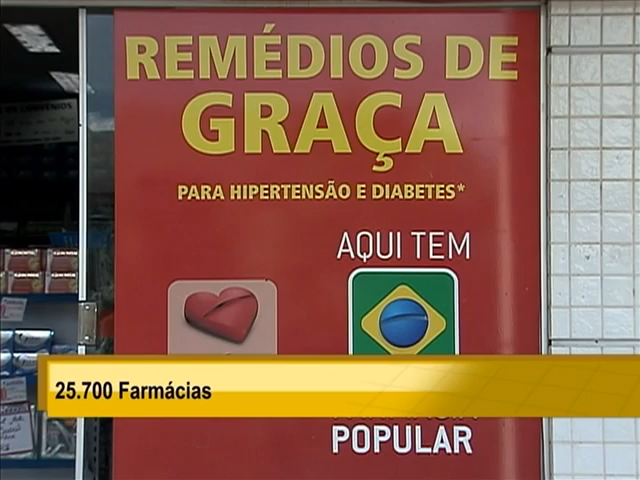 REMÉDIOS DE
GRAÇA
PARA HIPERTENSÃO E DIABETES*
AQUI TEM
25.700 Farmácias
POPULAR